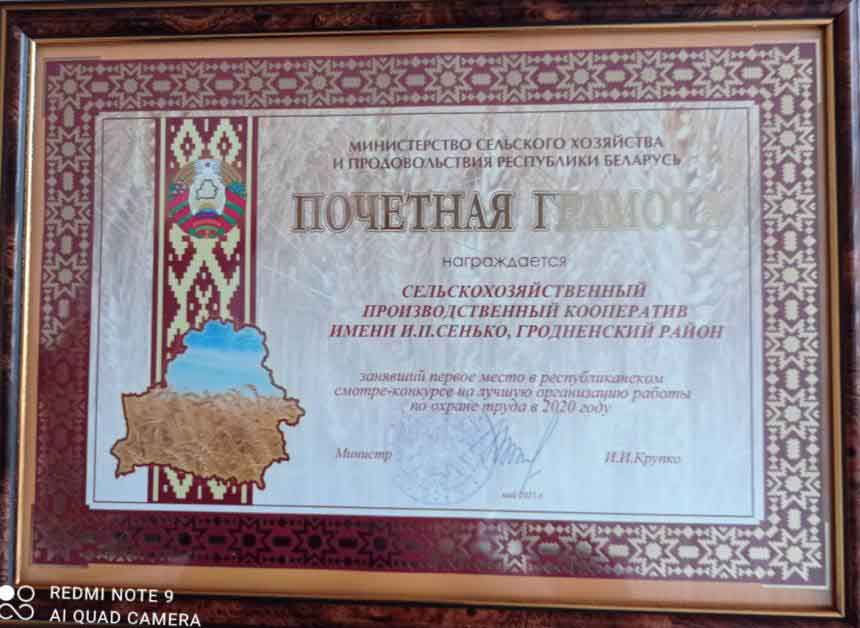 МИНИСТЕРСТВО СЕЛЬСКОГО ХОЗЯЙСТВА
И ПРОДОВОЛЬСТВИЯ РЕСПУБЛИКИ БЕЛАРУСЬ
ПОЧЕТНАЯ ГРАМОТА
награждается
СЕЛЬСКОХОЗЯЙСТВЕННЫЙ
ПРОИЗВОДСТВЕННЫЙ КООПЕРАТИВ
ИМЕНИ И.П.СЕНЬКО, ГРОДНЕНСКИЙ РАЙОН
занявший первое место в республиканском
смотре-конкурсе на лучшую организацию работы
по охране труда в 2020 году
Министр И.И.Крупко
май 2021 г.
REDMI NOTE 9
AI QUAD CAMERA